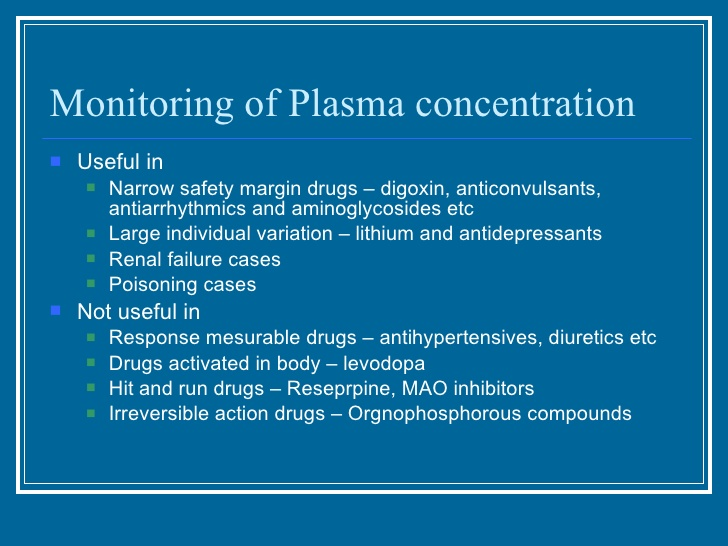 Monitoring of Plasma concentration
Useful in
Narrow safety margin drugs – digoxin, anticonvulsants,
antiarrhythmics and aminoglycosides etc
Large individual variation – lithium and antidepressants
Renal failure cases
Poisoning cases
Not useful in
Response mesurable drugs – antihypertensives, diuretics etc
Drugs activated in body – levodopa
Hit and run drugs – Reseprpine, MAO inhibitors
Irreversible action drugs – Orgnophosphorous compounds